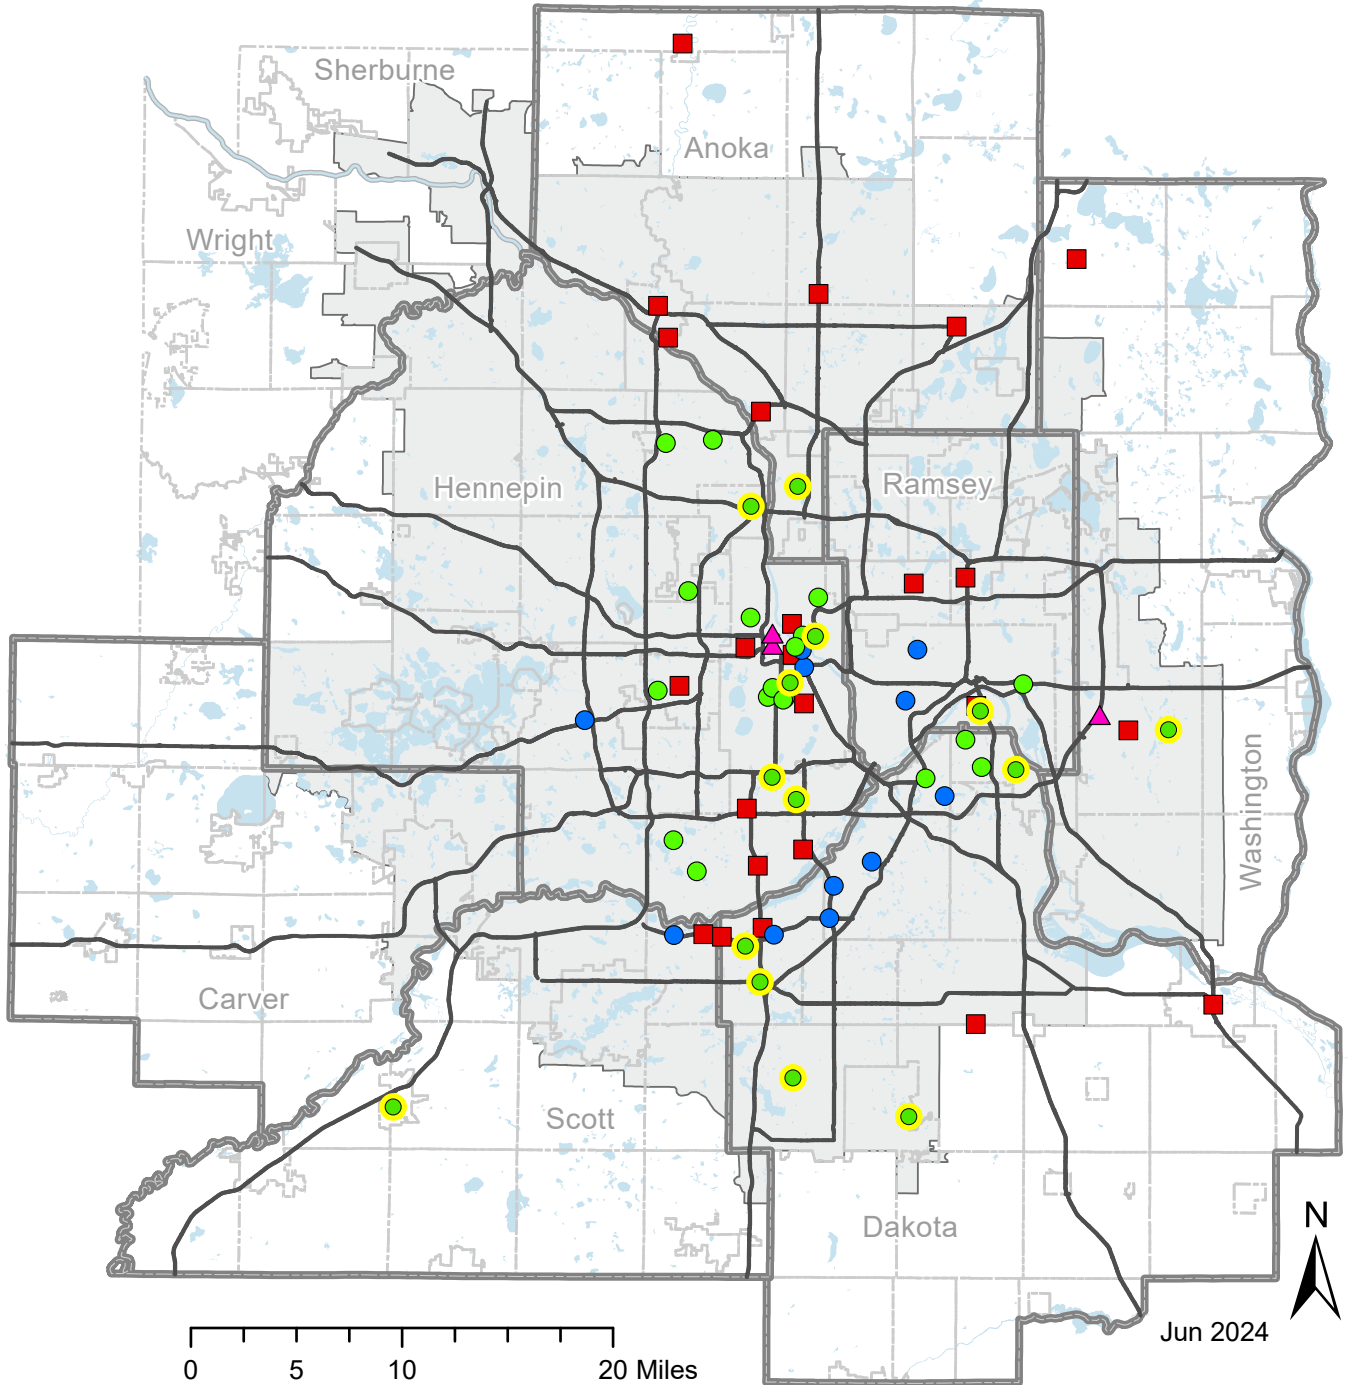 Sherburne
Anoka
Wright
Hennepin
Ramsey
Washington
Carver
Scott
Dakota
N
Jun 2024
0 5 10 20 Miles